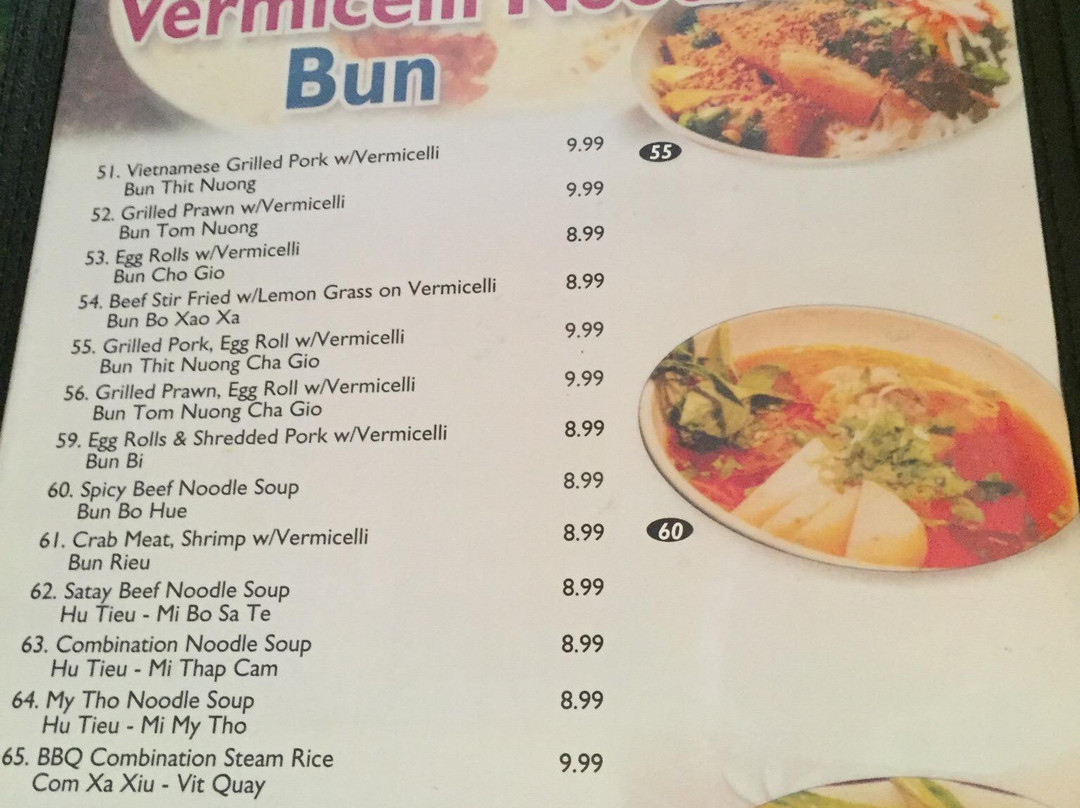 Vermicelli
Bun
51. Vietnamese Grilled Pork w/Vermicelli 9.99
Bun Thit Nuong
52. Grilled Prawn w/Vermicelli 9.99
Bun Tom Nuong
53. Egg Rolls w/Vermicelli 8.99
Bun Cho Gio
54. Beef Stir Fried w/Lemon Grass on Vermicelli 8.99
Bun Bo Xao Xa
55. Grilled Pork, Egg Roll w/Vermicelli 9.99
Bun Thit Nuong Cha Gio
56. Grilled Prawn, Egg Roll w/Vermicelli 9.99
Bun Tom Nuong Cha Gio
59. Egg Rolls & Shredded Pork w/Vermicelli 8.99
Bun Bi
60. Spicy Beef Noodle Soup 8.99
Bun Bo Hue
61. Crab Meat, Shrimp w/Vermicelli 8.99
Bun Rieu
62. Satay Beef Noodle Soup 8.99
Hu Tieu - Mi Bo Sa Te
63. Combination Noodle Soup 8.99
Hu Tieu - Mi Thap Cam
64. My Tho Noodle Soup 8.99
Hu Tieu - Mi My Tho
65. BBQ Combination Steam Rice 9.99
Com Xa Xiu - Vit Quay
55
60